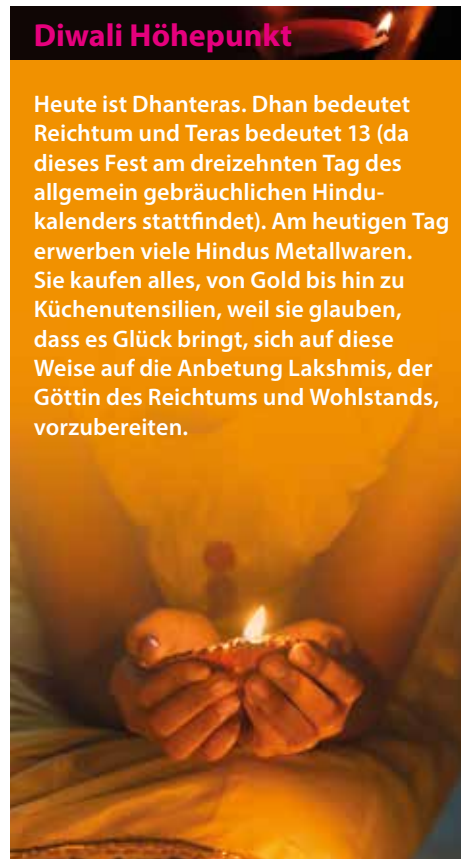 Diwali Höhepunkt
Heute ist Dhanteras. Dhan bedeutet
Reichtum und Teras bedeutet 13 (da
dieses Fest am dreizehnten Tag des
allgemein gebräuchlichen Hindu-
kalenders stattfindet). Am heutigen Tag
erwerben viele Hindus Metallwaren.
Sie kaufen alles, von Gold bis hin zu
Küchenutensilien, weil sie glauben,
dass es Glück bringt, sich auf diese
Weise auf die Anbetung Lakshmis, der
Göttin des Reichtums und Wohlstands,
vorzubereiten.